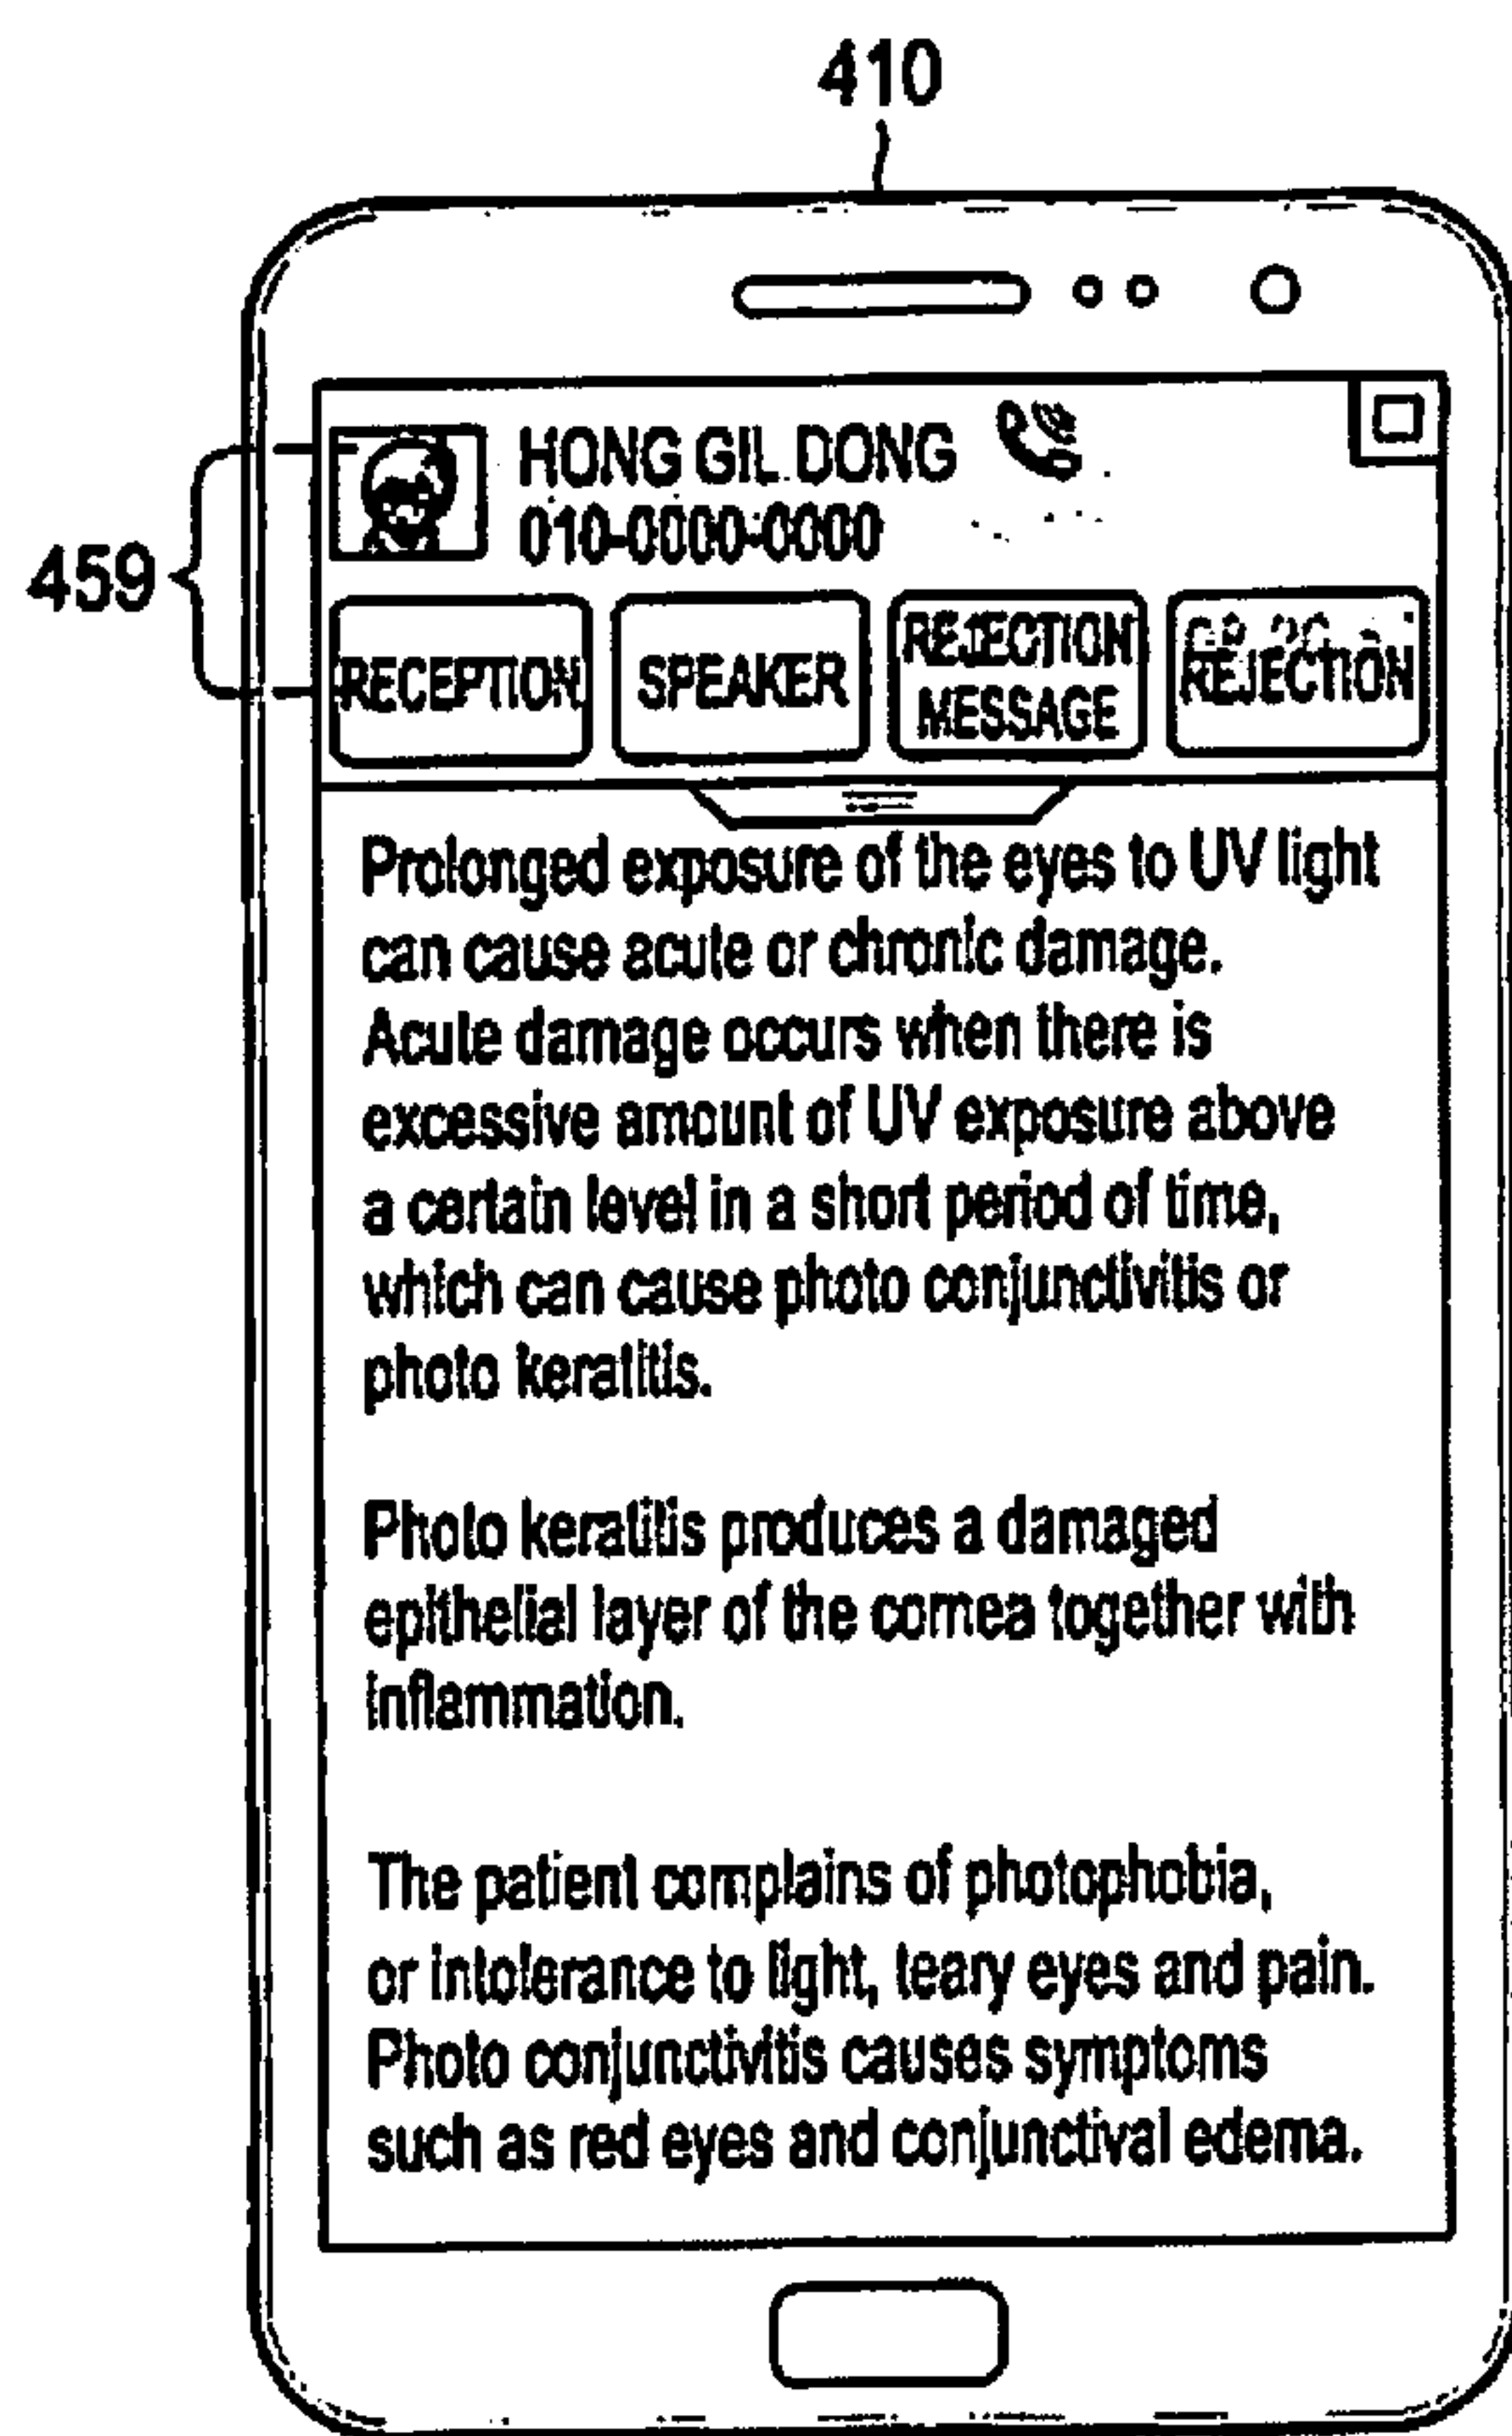 410
459
HONG GIL DONG
010-0000-0000
RECEPTION
SPEAKER
REJECTION
MESSAGE
REJECTION
Prolonged exposure of the eyes to UV light
can cause acute or chronic damage.
Acute damage occurs when there is
excessive amount of UV exposure above
a certain level in a short period of time,
which can cause photo conjunctivitis or
photo keratitis.
Photo keratitis produces a damaged
epithelial layer of the cornea together with
inflammation.
The patient complains of photophobia,
or intolerance to light, teary eyes and pain.
Photo conjunctivitis causes symptoms
such as red eyes and conjunctival edema.